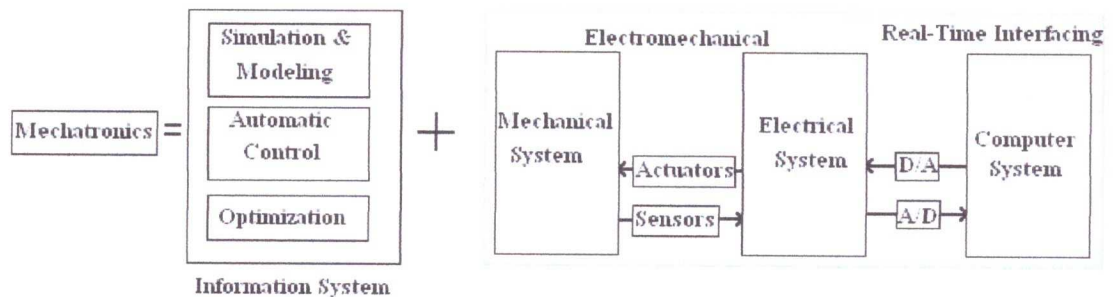 Mechatronics
=
Simulation &
Modeling
Automatic
Control
Optimization
Information System
+
Electromechanical
Real-Time Interfacing
Mechanical
System
Actuators
Sensors
Electrical
System
D/A
A/D
Computer
System